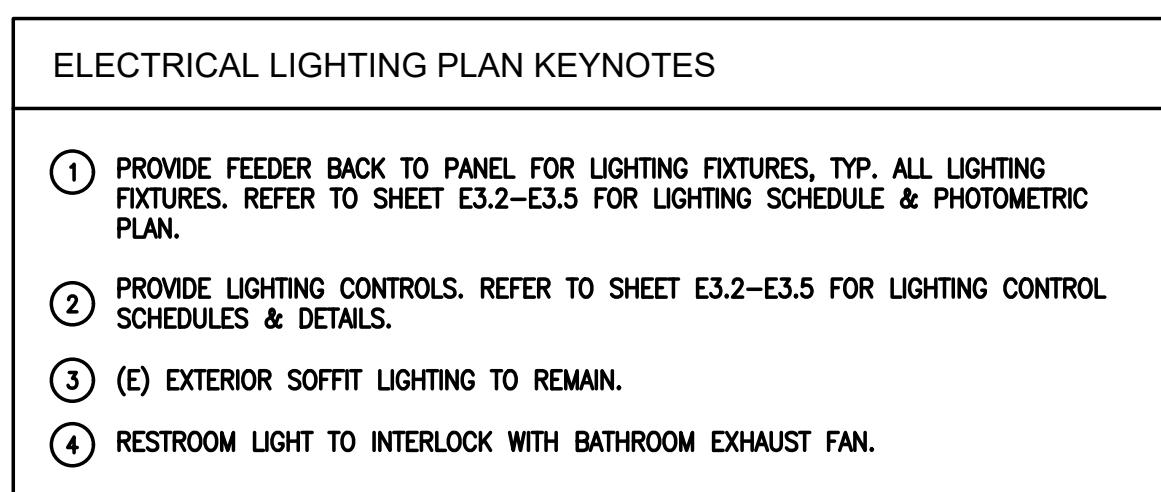 ELECTRICAL LIGHTING PLAN KEYNOTES
1 PROVIDE FEEDER BACK TO PANEL FOR LIGHTING FIXTURES, TYP. ALL LIGHTING
FIXTURES. REFER TO SHEET E3.2-E3.5 FOR LIGHTING SCHEDULE & PHOTOMETRIC
PLAN.
2 PROVIDE LIGHTING CONTROLS. REFER TO SHEET E3.2-E3.5 FOR LIGHTING CONTROL
SCHEDULES & DETAILS.
3 (E) EXTERIOR SOFFIT LIGHTING TO REMAIN.
4 RESTROOM LIGHT TO INTERLOCK WITH BATHROOM EXHAUST FAN.